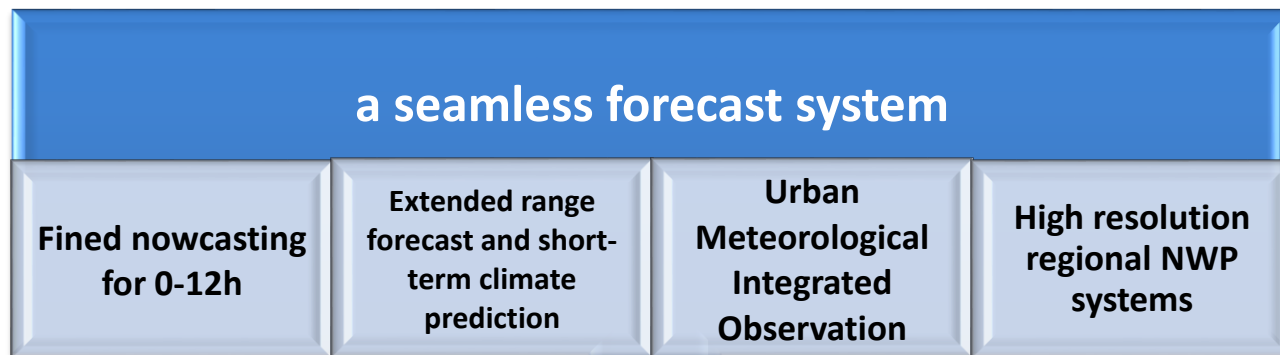 a seamless forecast system
Fined nowcasting
for 0-12h
Extended range
forecast and short-
term climate
prediction
Urban
Meteorological
Integrated
Observation
High resolution
regional NWP
systems